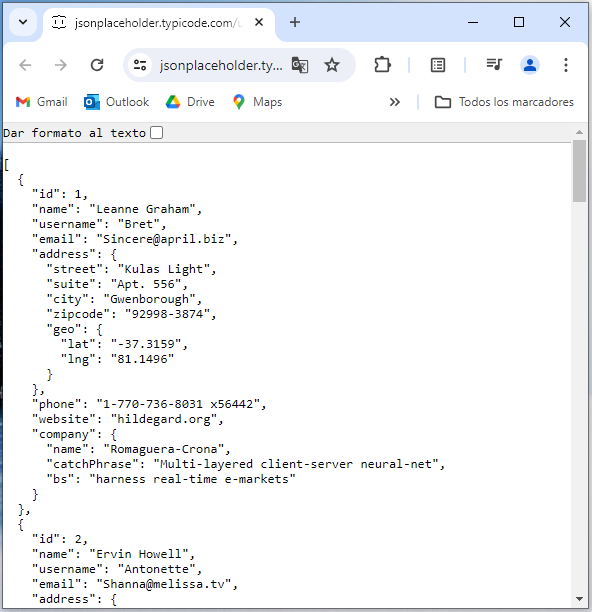 jsonplaceholder.typicode.com/u
jsonplaceholder.ty...
Gmail Outlook Drive Maps » Todos los marcadores
Dar formato al texto
[
  {
    "id": 1,
    "name": "Leanne Graham",
    "username": "Bret",
    "email": "Sincere@april.biz",
    "address": {
      "street": "Kulas Light",
      "suite": "Apt. 556",
      "city": "Gwenborough",
      "zipcode": "92998-3874",
      "geo": {
        "lat": "-37.3159",
        "lng": "81.1496"
      }
    },
    "phone": "1-770-736-8031 x56442",
    "website": "hildegard.org",
    "company": {
      "name": "Romaguera-Crona",
      "catchPhrase": "Multi-layered client-server neural-net",
      "bs": "harness real-time e-markets"
    }
  },
  {
    "id": 2,
    "name": "Ervin Howell",
    "username": "Antonette",
    "email": "Shanna@melissa.tv",
    "address": {